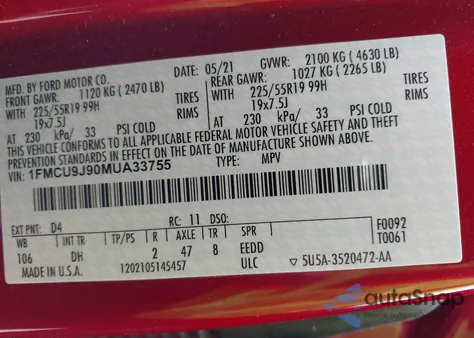 MFD. BY FORD MOTOR CO. DATE: 05/21 GVWR: 2100 KG (4630 LB)
FRONT GAWR: 1120 KG (2470 LB) REAR GAWR: 1027 KG (2265 LB)
WITH 225/55R19 99H TIRES WITH 225/55R19 99H TIRES
19x7.5J RIMS 19x7.5J RIMS
AT 230 kPa/ 33 PSI COLD AT 230 kPa/ 33 PSI COLD
THIS VEHICLE CONFORMS TO ALL APPLICABLE FEDERAL MOTOR VEHICLE SAFETY AND THEFT
PREVENTION STANDARDS IN EFFECT ON THE DATE OF MANUFACTURE SHOWN ABOVE.
VIN: 1FMCU9J90MUA33755 TYPE: MPV
EXT PNT: D4 RC: 11 DSO: F0092
WB INT TR R AXLE TR SPR T0061
106 DH 2 47 8 EEDD
MADE IN U.S.A. 1202105145457 ULC ▽ 5U5A-3520472-AA
autoSnap